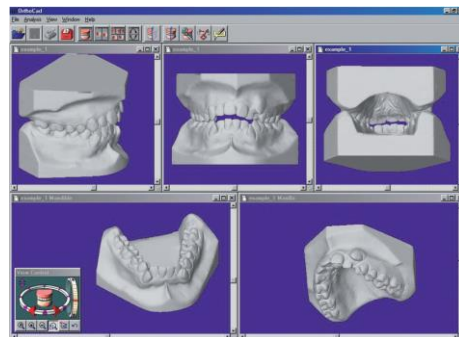 OrthoCad
File Analysis View Window Help
example_1
example_1
example_1
example_1 Mandible
example_1 Maxilla
View Control